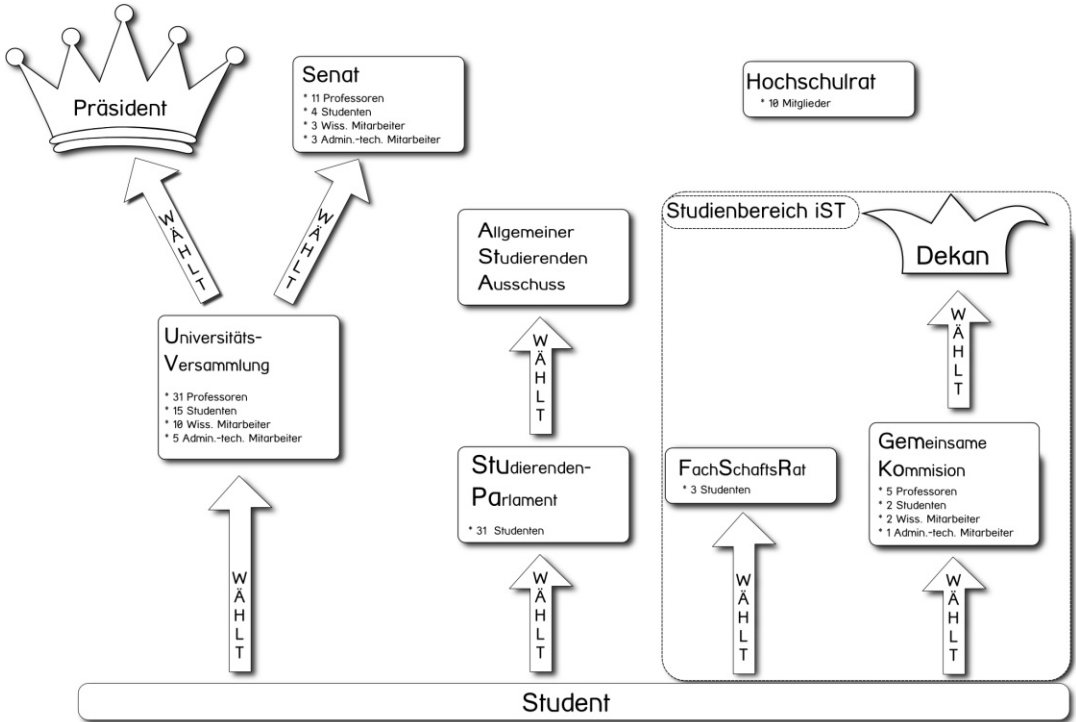 Präsident
Senat
* 11 Professoren
* 4 Studenten
* 3 Wiss. Mitarbeiter
* 3 Admin.-tech. Mitarbeiter
Hochschulrat
* 10 Mitglieder
WÄHLT
WÄHLT
Allgemeiner
Studierenden
Ausschuss
Studienbereich iST
Dekan
Universitäts-
Versammlung
* 31 Professoren
* 15 Studenten
* 10 Wiss. Mitarbeiter
* 5 Admin.-tech. Mitarbeiter
WÄHLT
WÄHLT
STudierenden-
PArlament
* 31 Studenten
FachSchaftsRat
* 3 Studenten
GEMeinsame
KOmmision
* 5 Professoren
* 2 Studenten
* 2 Wiss. Mitarbeiter
* 1 Admin.-tech. Mitarbeiter
WÄHLT
WÄHLT
WÄHLT
WÄHLT
Student